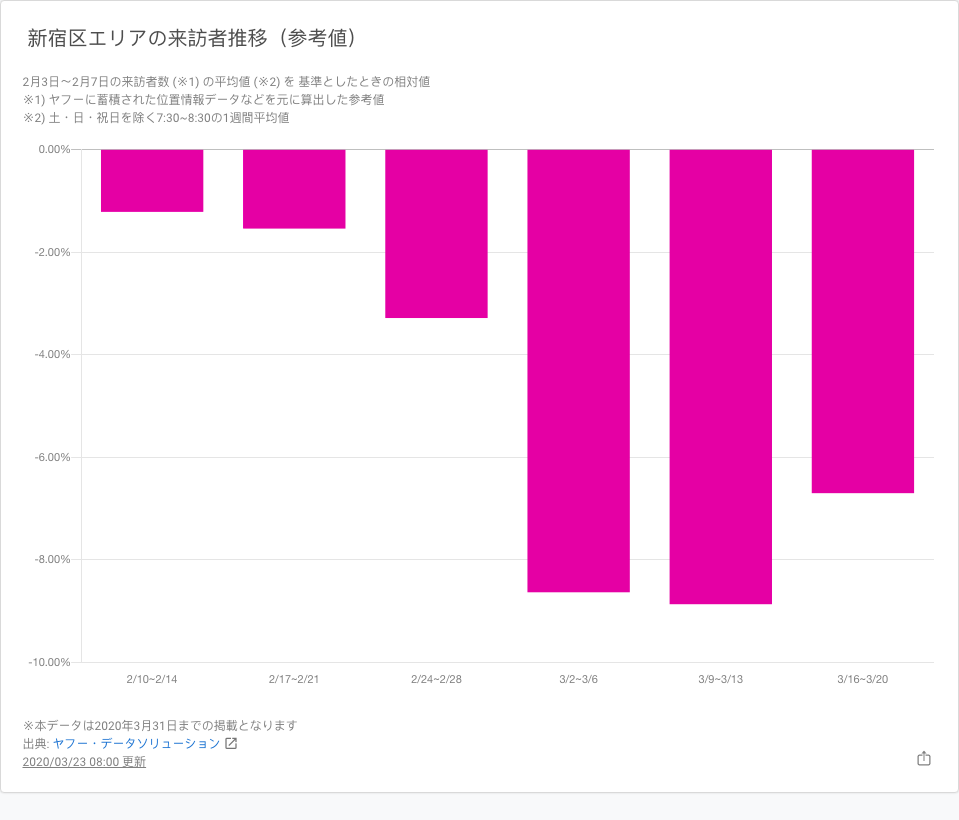 新宿区エリアの来訪者推移（参考値）
2月3日～2月7日の来訪者数 (※1) の平均値 (※2) を 基準としたときの相対値
※1) ヤフーに蓄積された位置情報データなどを元に算出した参考値
※2) 土・日・祝日を除く7:30~8:30の1週間平均値
0.00%
-2.00%
-4.00%
-6.00%
-8.00%
-10.00%
2/10~2/14 2/17~2/21 2/24~2/28 3/2~3/6 3/9~3/13 3/16~3/20
※本データは2020年3月31日までの掲載となります
出典: ヤフー・データソリューション
2020/03/23 08:00 更新